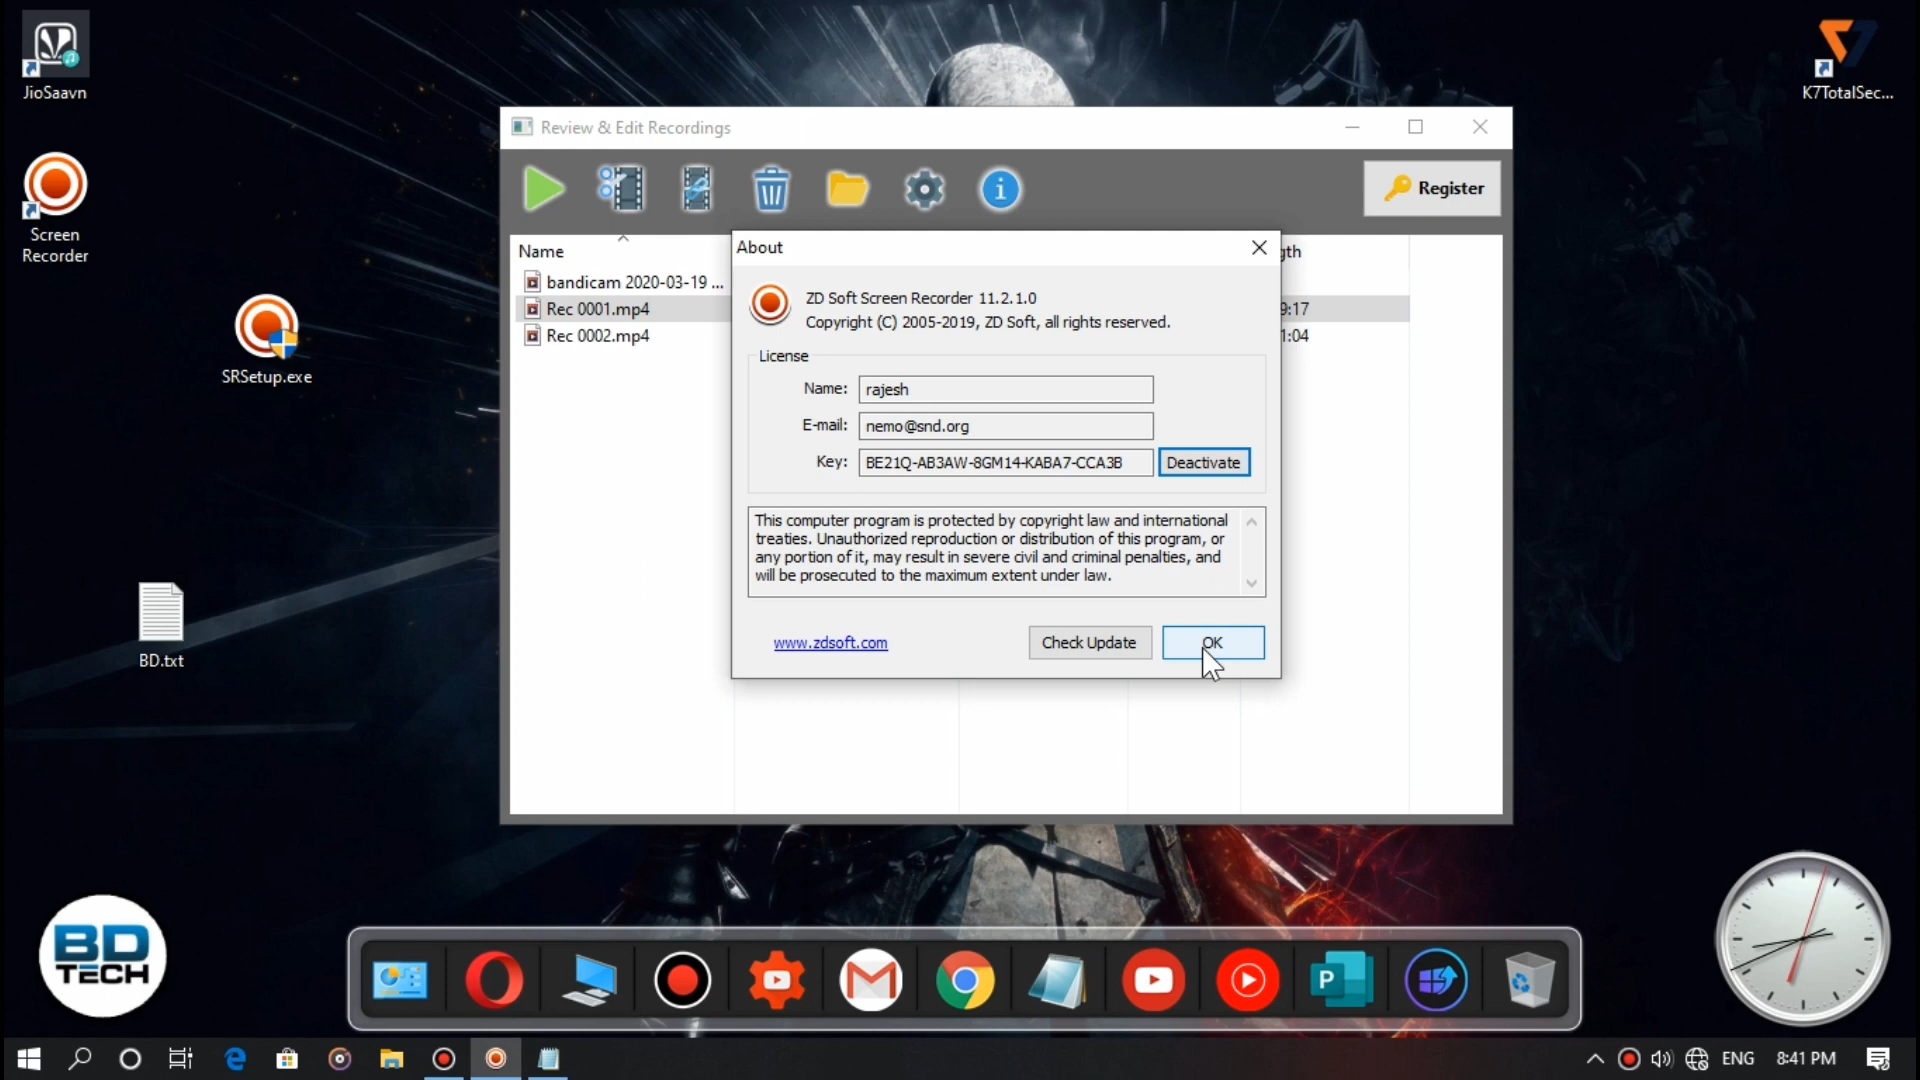 JioSaavn
K7TotalSec...
Review & Edit Recordings
Register
Screen
Recorder
Name
gth
About
bandicam 2020-03-19 ...
Rec 0001.mp4
9:17
Rec 0002.mp4
1:04
ZD Soft Screen Recorder 11.2.1.0
Copyright (C) 2005-2019, ZD Soft, all rights reserved.
License
Name: rajesh
E-mail: nemo@snd.org
Key: BE21Q-AB3AW-8GM14-KABA7-CCA3B Deactivate
SRSetup.exe
This computer program is protected by copyright law and international
treaties. Unauthorized reproduction or distribution of this program, or
any portion of it, may result in severe civil and criminal penalties, and
will be prosecuted to the maximum extent under law.
www.zdsoft.com
Check Update
OK
BD.txt
BD
TECH
P
ENG
8:41 PM